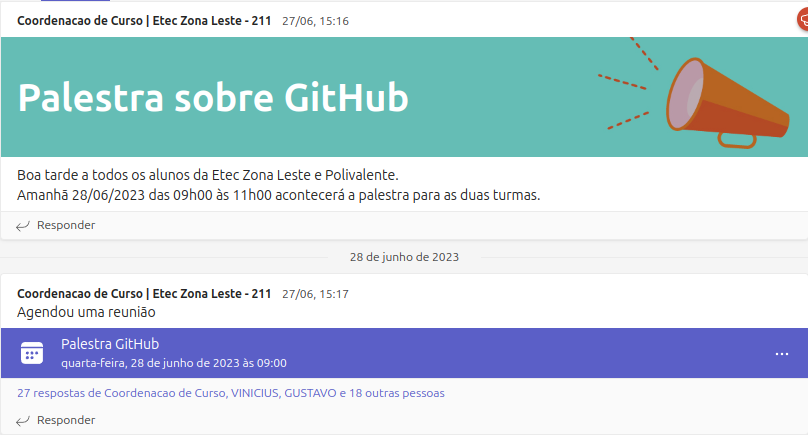 Coordenacao de Curso | Etec Zona Leste - 211 27/06, 15:16
Palestra sobre GitHub
Boa tarde a todos os alunos da Etec Zona Leste e Polivalente.
Amanhã 28/06/2023 das 09h00 às 11h00 acontecerá a palestra para as duas turmas.
Responder
28 de junho de 2023
Coordenacao de Curso | Etec Zona Leste - 211 27/06, 15:17
Agendou uma reunião
Palestra GitHub
quarta-feira, 28 de junho de 2023 às 09:00
27 respostas de Coordenacao de Curso, VINICIUS, GUSTAVO e 18 outras pessoas
Responder